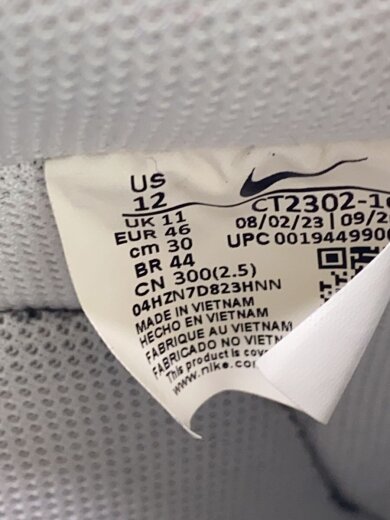 US
12
UK 11
EUR 46
cm 30
BR 44
CN 300(2.5)
04HZN7D823HNN
MADE IN VIETNAM
HECHO EN VIETNAM
FABRIQUE AU VIETNAM
FABRICADO NO VIETNAM
This product is
www.nike.
CT2302-1
08/02/23 | 09/2
UPC 0019449900